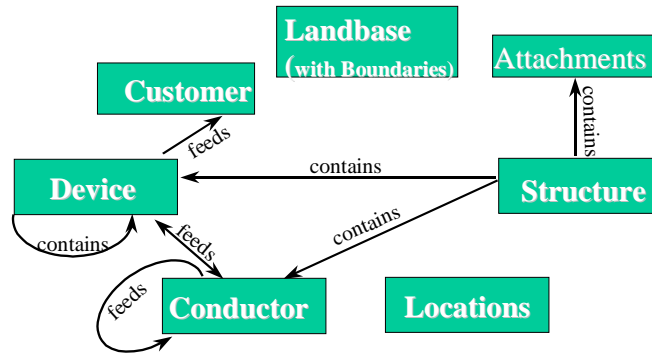 Landbase
(with Boundaries)
Attachments
Customer
feeds
contains
contains
Device
Structure
contains
feeds
contains
feeds
Conductor
Locations